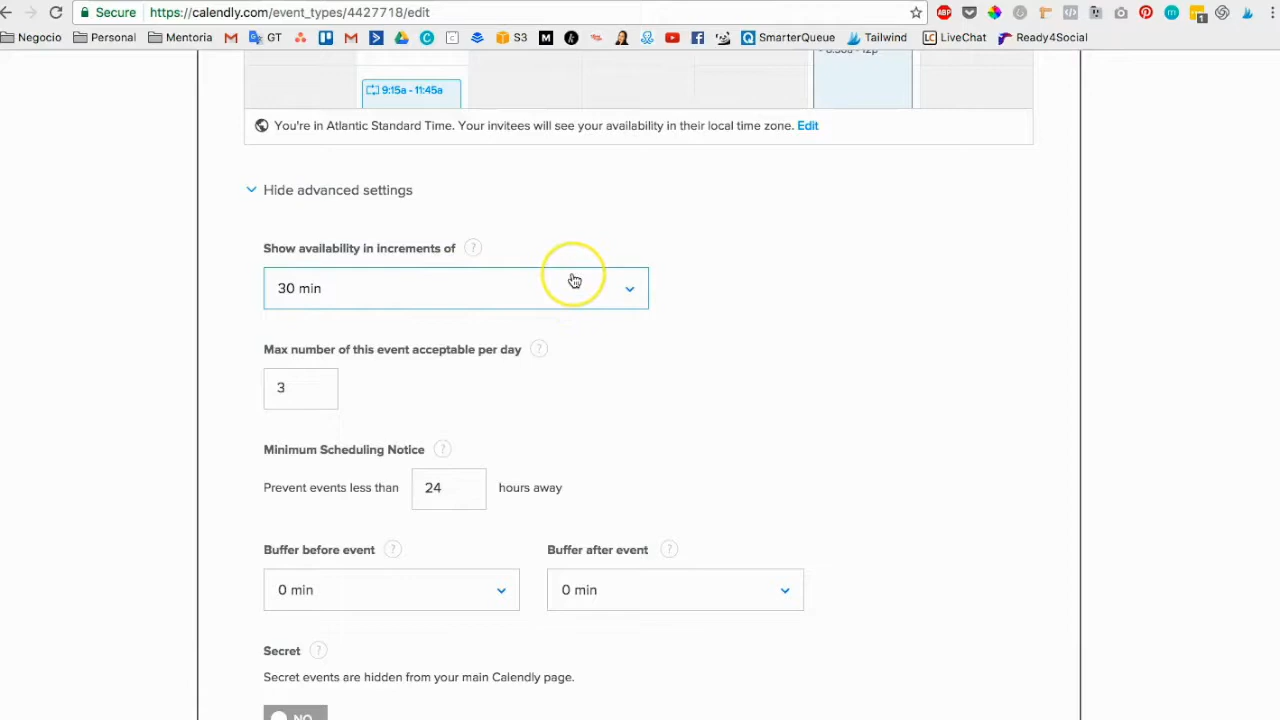 Secure https://calendly.com/event_types/4427718/edit
Negocio Personal Mentoria GT S3 SmarterQueue Tailwind LiveChat Ready4Social
9:15a - 11:45a
You're in Atlantic Standard Time. Your invitees will see your availability in their local time zone. Edit
Hide advanced settings
Show availability in increments of ?
30 min
Max number of this event acceptable per day ?
3
Minimum Scheduling Notice ?
Prevent events less than 24 hours away
Buffer before event ? Buffer after event ?
0 min 0 min
Secret ?
Secret events are hidden from your main Calendly page.
NO